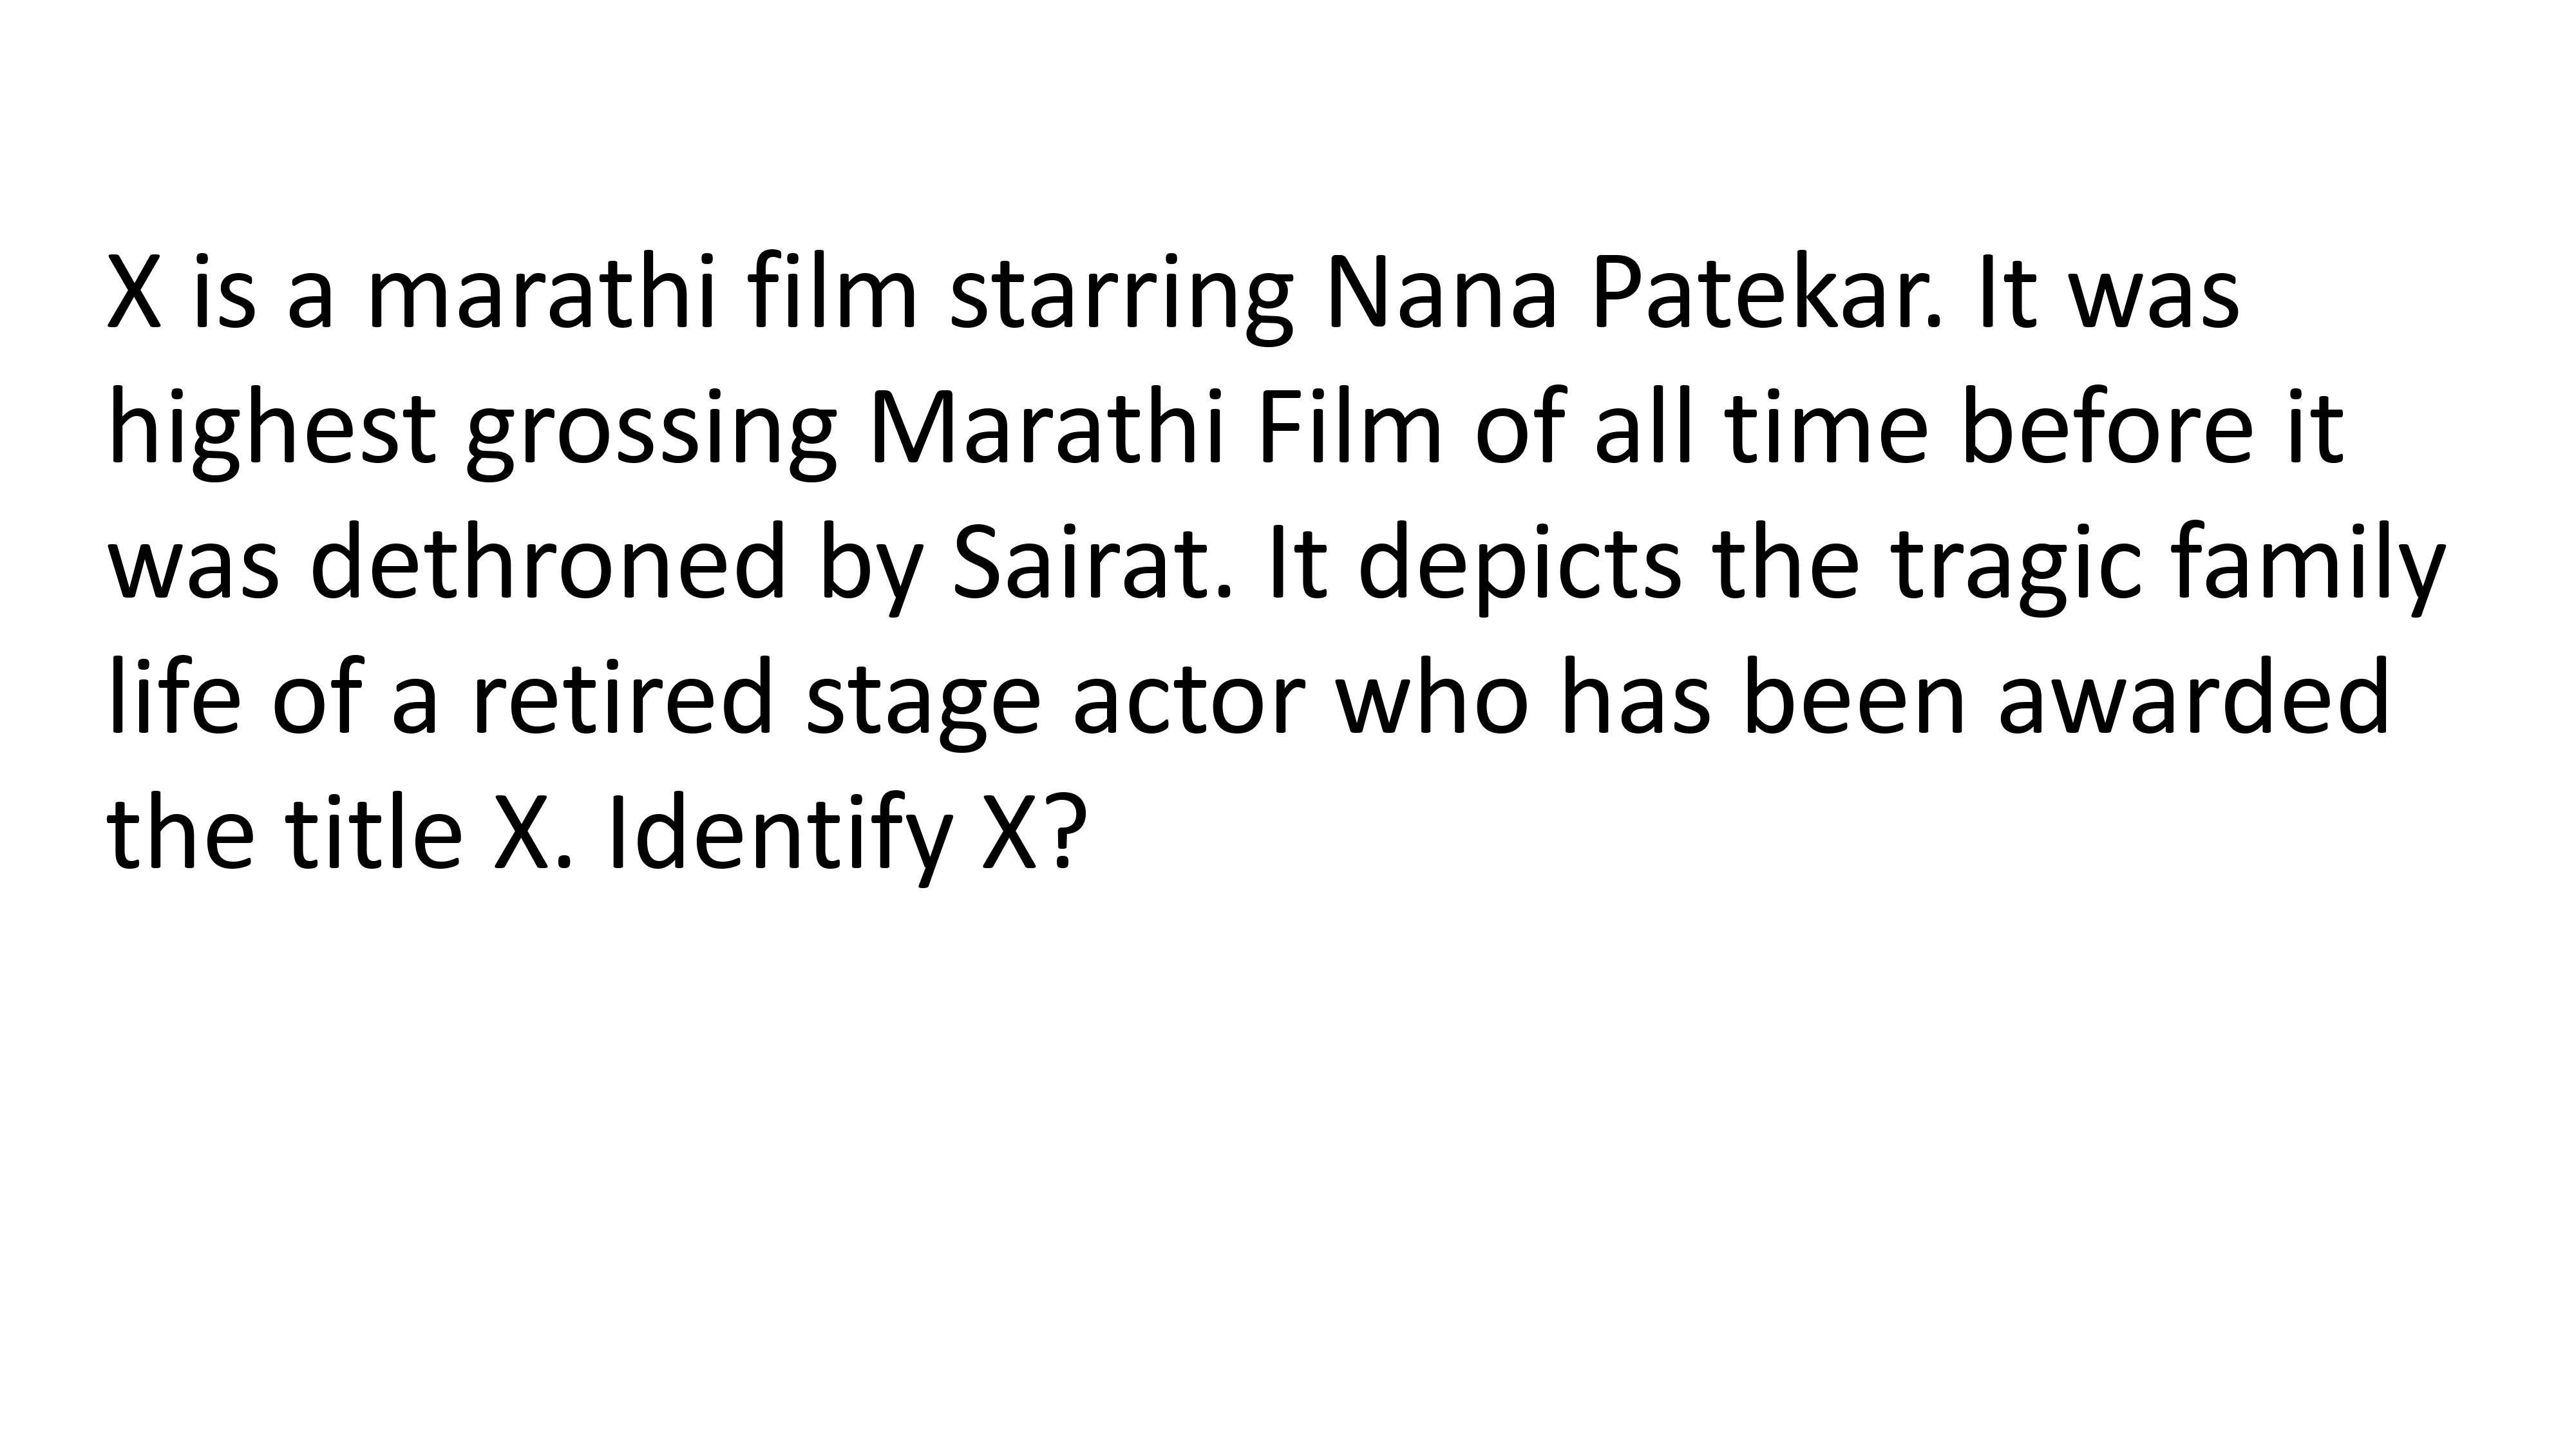 X is a marathi film starring Nana Patekar. It was
highest grossing Marathi Film of all time before it
was dethroned by Sairat. It depicts the tragic family
life of a retired stage actor who has been awarded
the title X. Identify X?